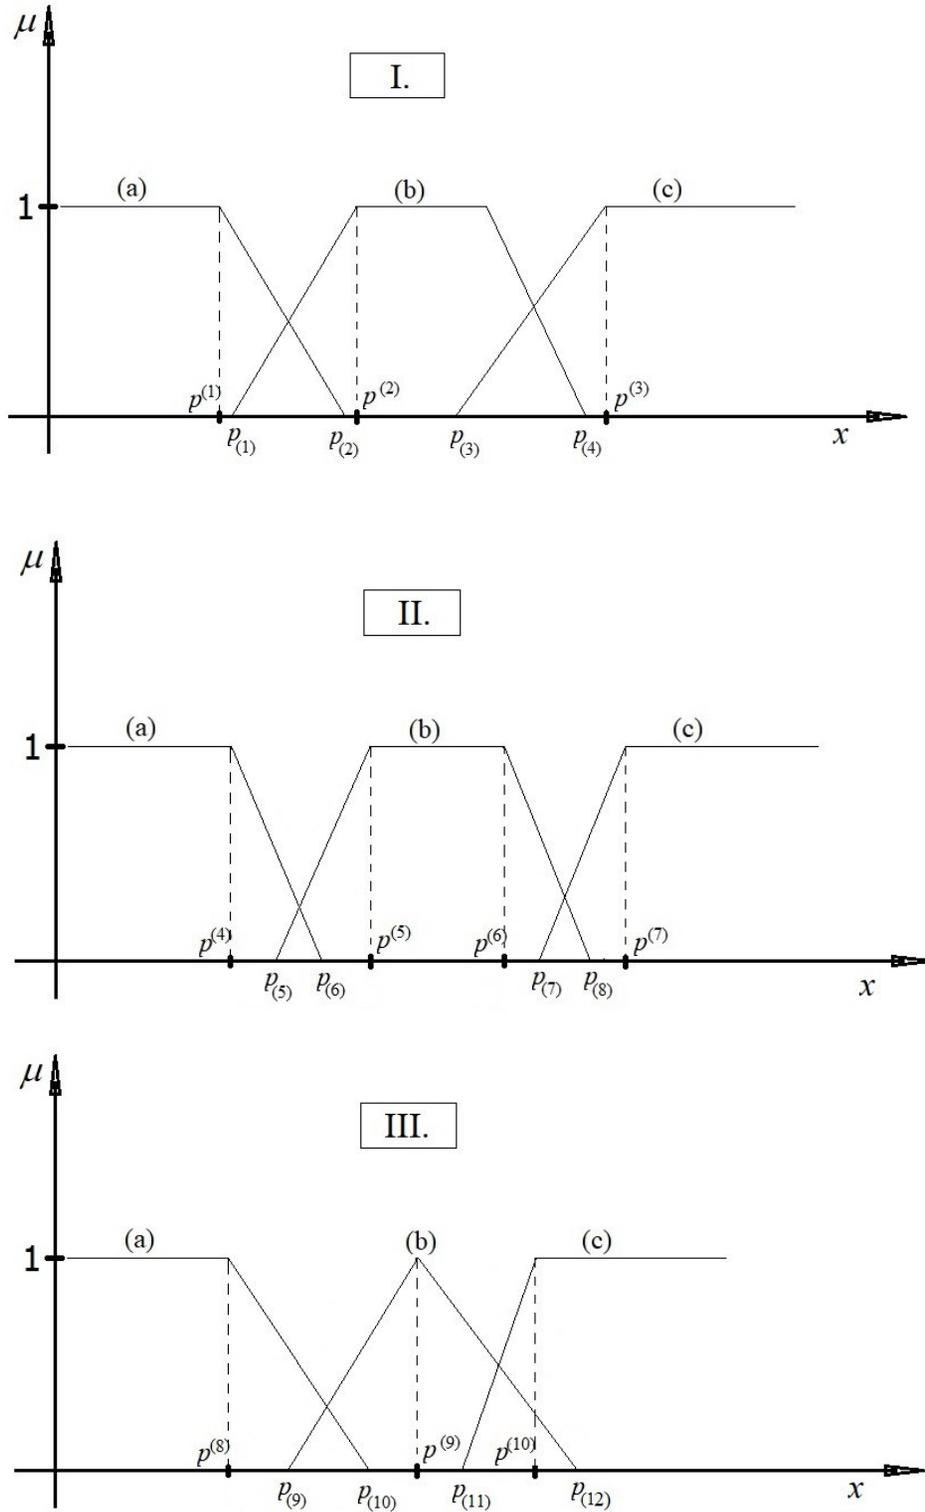 μ
I.
(a) (b) (c)
1
p^(1) p^(2) p^(3)
p_(1) p_(2) p_(3) p_(4) x
μ
II.
(a) (b) (c)
1
p^(4) p^(5) p^(6) p^(7)
p_(5) p_(6) p_(7) p_(8) x
μ
III.
(a) (b) (c)
1
p^(8) p^(9) p^(10)
p_(9) p_(10) p_(11) p_(12) x